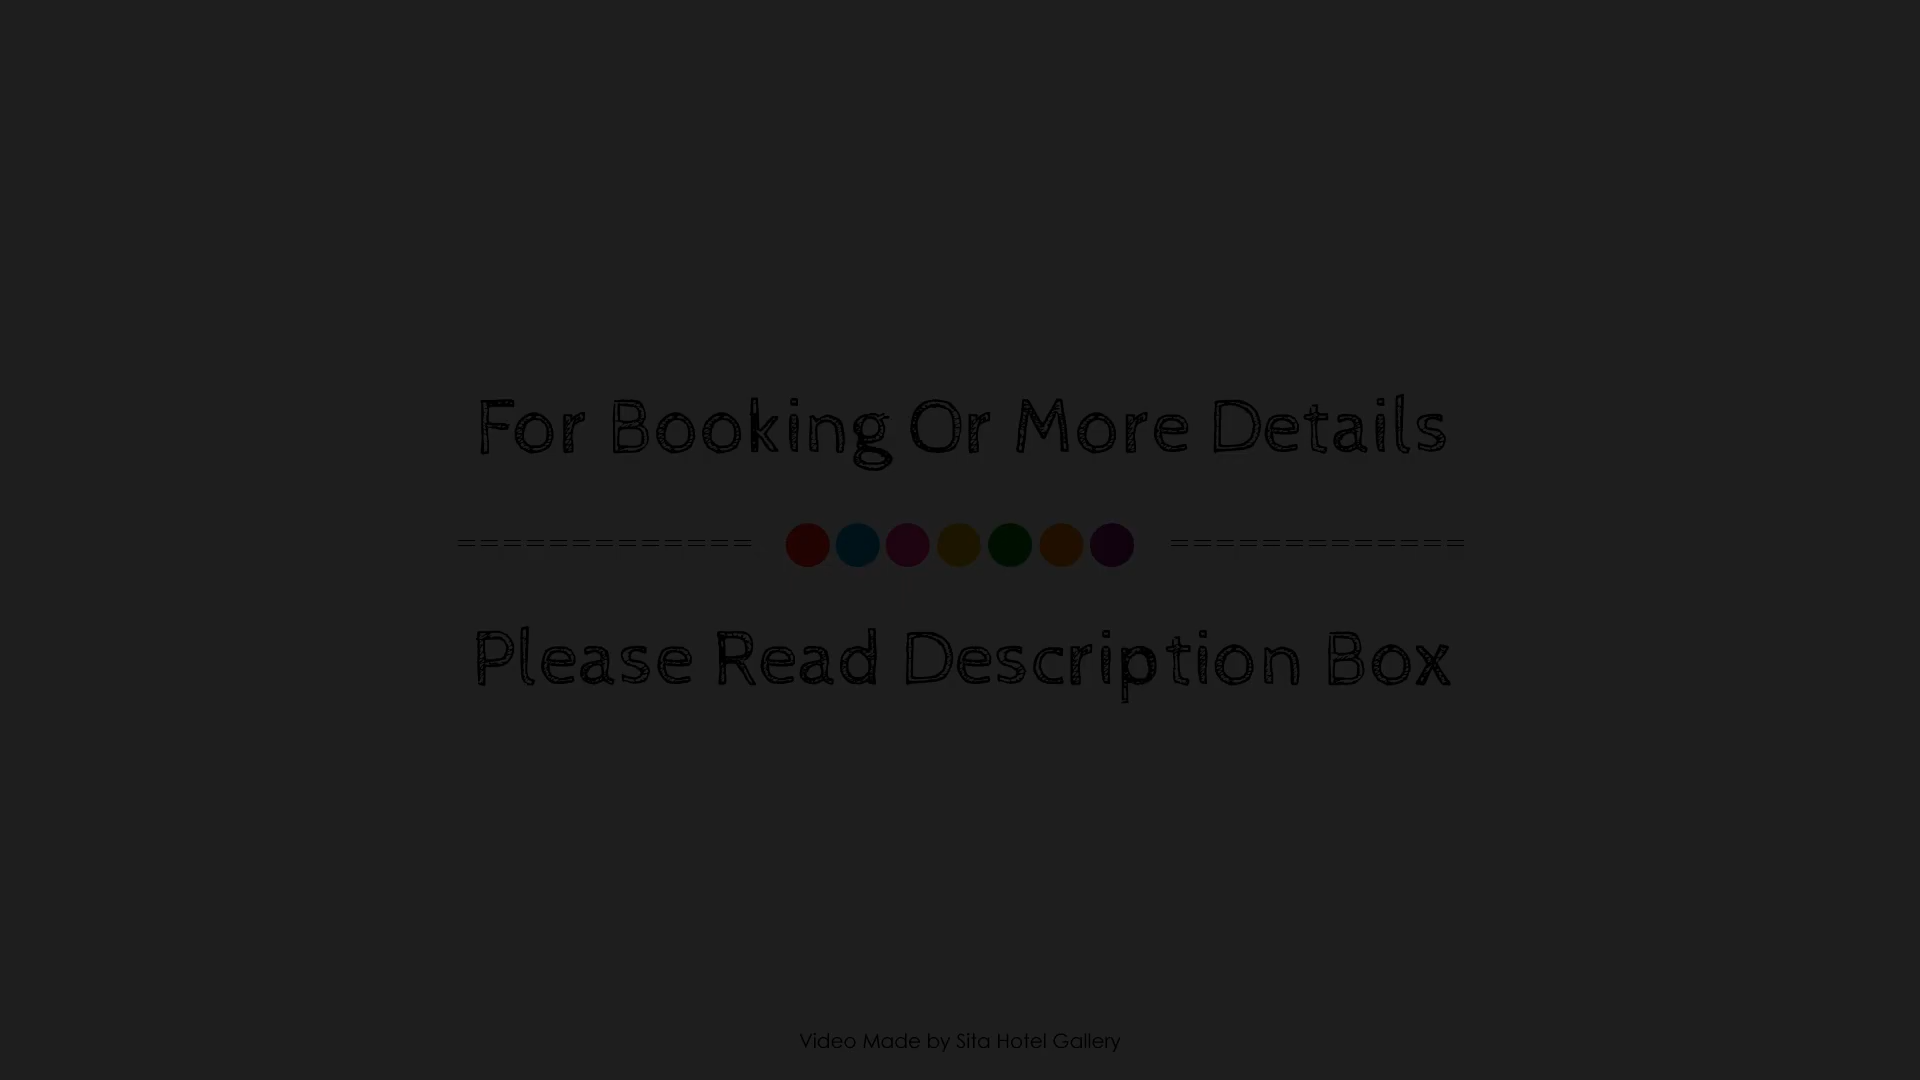 For Booking Or More Details
============= =============
Please Read Description Box
Video Made by Sita Hotel Gallery